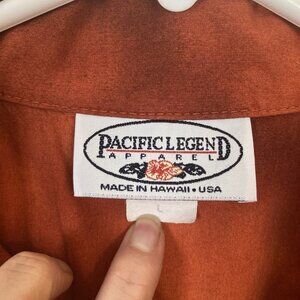 PACIFIC LEGEND
APPAREL
MADE IN HAWAII • USA
L